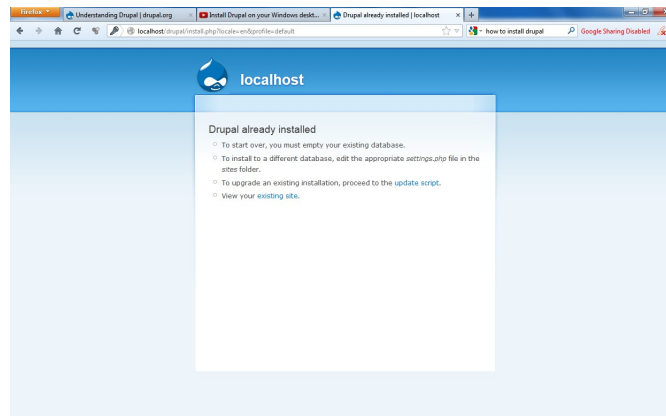 Firefox
Understanding Drupal | drupal.org
Install Drupal on your Windows deskt...
Drupal already installed | localhost
localhost/drupal/install.php?locale=en&profile=default
how to install drupal
Google Sharing Disabled
localhost
Drupal already installed
To start over, you must empty your existing database.
To install to a different database, edit the appropriate settings.php file in the
sites folder.
To upgrade an existing installation, proceed to the update script.
View your existing site.